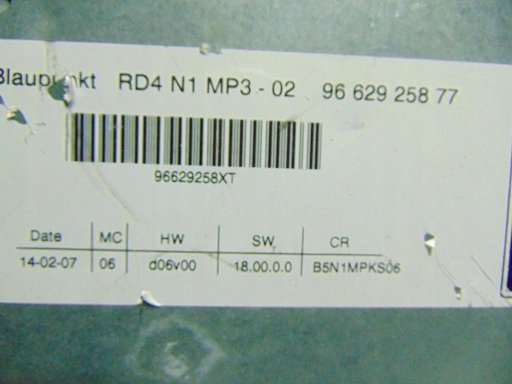 Blaupunkt RD4 N1 MP3 - 02 96 629 258 77
96629258XT
Date MC HW SW CR
14-02-07 06 d06v00 18.00.0.0 B5N1MPKS06